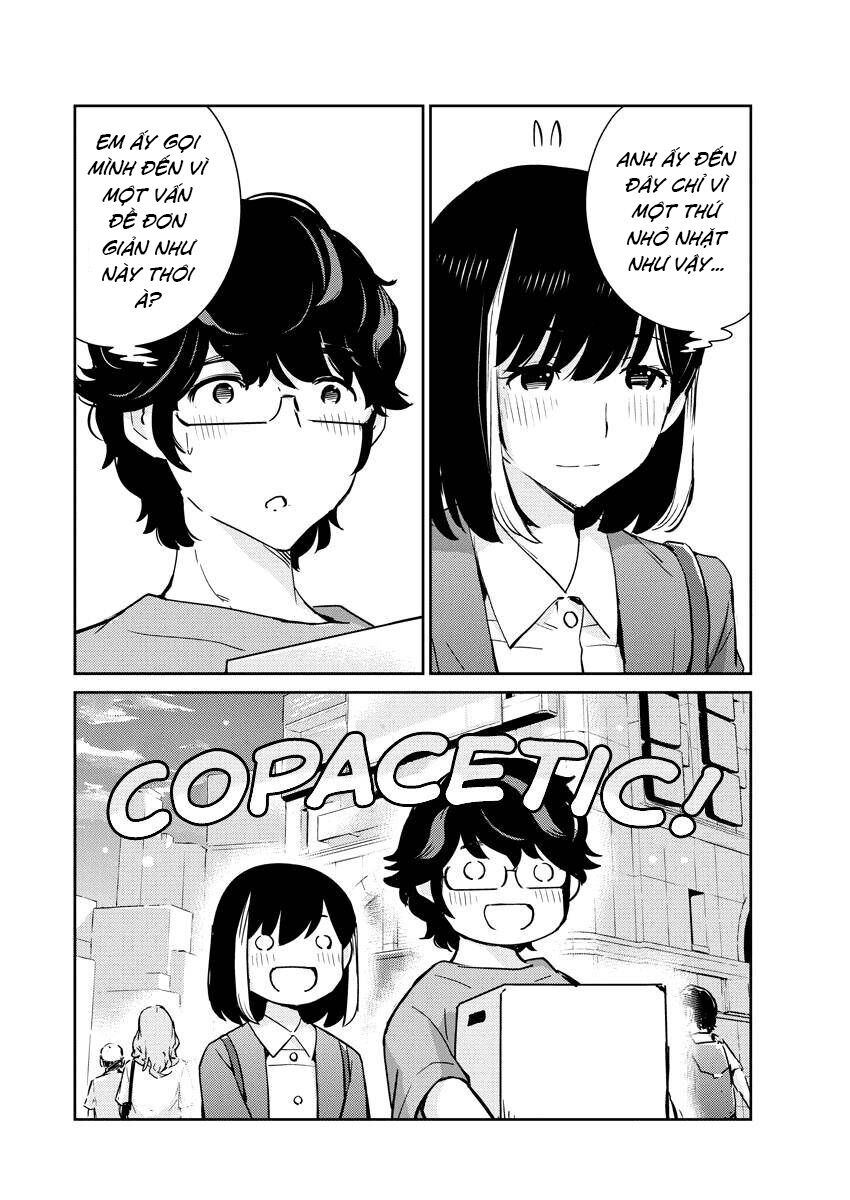 ANH ẤY ĐẾN
ĐÂY CHỈ VÌ
MỘT THỨ
NHỎ NHẶT
NHƯ VẬY...
EM ẤY GỌI
MÌNH ĐẾN VÌ
MỘT VẤN
ĐỀ ĐƠN
GIẢN NHƯ
NÀY THÔI
À?
COPACETIC!